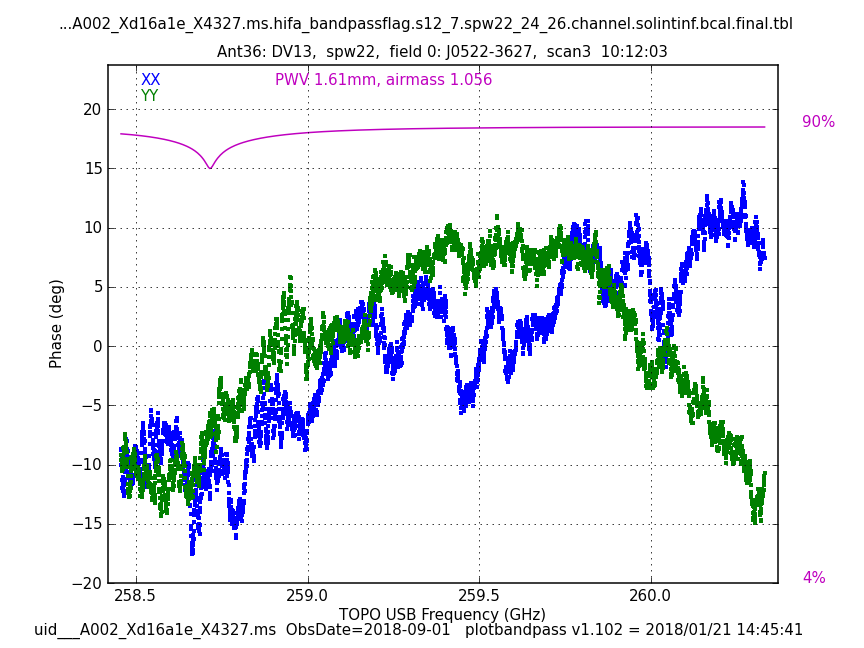 ...A002_Xd16a1e_X4327.ms.hifa_bandpassflag.s12_7.spw22_24_26.channel.solintinf.bcal.final.tbl
Ant36: DV13, spw22, field 0: J0522-3627, scan3 10:12:03
XX
PWV 1.61mm, airmass 1.056
YY
20
90%
15
10
5
0
−5
−10
−15
−20
4%
Phase (deg)
258.5 259.0 259.5 260.0
TOPO USB Frequency (GHz)
uid___A002_Xd16a1e_X4327.ms ObsDate=2018-09-01 plotbandpass v1.102 = 2018/01/21 14:45:41